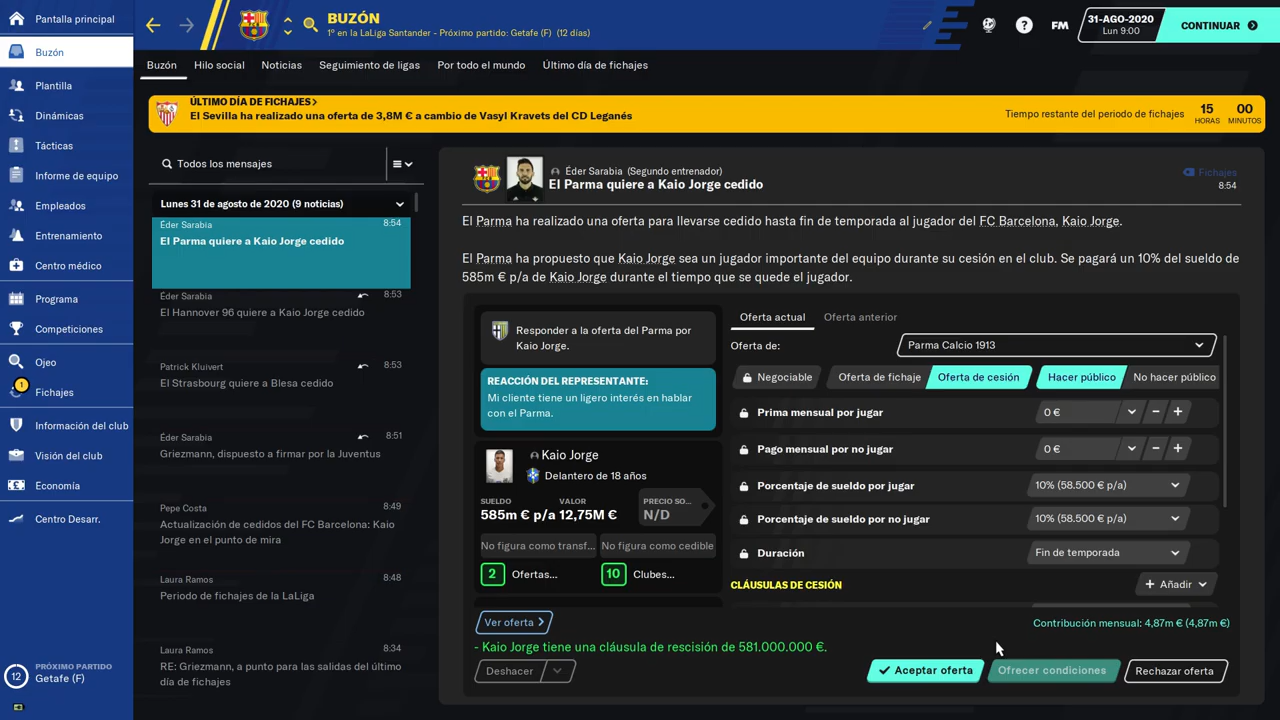 Pantalla principal
Buzón
Plantilla
Dinámicas
Tácticas
Informe de equipo
Empleados
Entrenamiento
Centro médico
Programa
Competiciones
Ojeo
1
Fichajes
Información del club
Visión del club
Economía
Centro Desarr.
12
PRÓXIMO PARTIDO
Getafe (F)
BUZÓN
1º en la LaLiga Santander - Próximo partido: Getafe (F) (12 días)
?
FM
31-AGO-2020
Lun 9:00
CONTINUAR
Buzón
Hilo social
Noticias
Seguimiento de ligas
Por todo el mundo
Último día de fichajes
ÚLTIMO DÍA DE FICHAJES>
El Sevilla ha realizado una oferta de 3,8M € a cambio de Vasyl Kravets del CD Leganés
Tiempo restante del periodo de fichajes
15
HORAS
00
MINUTOS
Todos los mensajes
Lunes 31 de agosto de 2020 (9 noticias)
Éder Sarabia 8:54
El Parma quiere a Kaio Jorge cedido
Éder Sarabia 8:53
El Hannover 96 quiere a Kaio Jorge cedido
Patrick Kluivert 8:53
El Strasbourg quiere a Blesa cedido
Éder Sarabia 8:51
Griezmann, dispuesto a firmar por la Juventus
Pepe Costa 8:49
Actualización de cedidos del FC Barcelona: Kaio
Jorge en el punto de mira
Laura Ramos 8:48
Periodo de fichajes de la LaLiga
Laura Ramos 8:34
RE: Griezmann, a punto para las salidas del último
día de fichajes
Éder Sarabia (Segundo entrenador)
El Parma quiere a Kaio Jorge cedido
Fichajes
8:54
El Parma ha realizado una oferta para llevarse cedido hasta fin de temporada al jugador del FC Barcelona, Kaio Jorge.
El Parma ha propuesto que Kaio Jorge sea un jugador importante del equipo durante su cesión en el club. Se pagará un 10% del sueldo de
585m € p/a de Kaio Jorge durante el tiempo que se quede el jugador.
Responder a la oferta del Parma por
Kaio Jorge.
REACCIÓN DEL REPRESENTANTE:
Mi cliente tiene un ligero interés en hablar
con el Parma.
Kaio Jorge
Delantero de 18 años
SUELDO
585m € p/a
VALOR
12,75M €
PRECIO SO...
N/D
No figura como transf...
No figura como cedible
2 Ofertas...
10 Clubes...
Oferta actual
Oferta anterior
Oferta de:
Parma Calcio 1913
Negociable
Oferta de fichaje
Oferta de cesión
Hacer público
No hacer público
Prima mensual por jugar
0 €
Pago mensual por no jugar
0 €
Porcentaje de sueldo por jugar
10% (58.500 € p/a)
Porcentaje de sueldo por no jugar
10% (58.500 € p/a)
Duración
Fin de temporada
CLÁUSULAS DE CESIÓN
+ Añadir
Ver oferta >
Contribución mensual: 4,87m € (4,87m €)
- Kaio Jorge tiene una cláusula de rescisión de 581.000.000 €.
Deshacer
Aceptar oferta
Ofrecer condiciones
Rechazar oferta